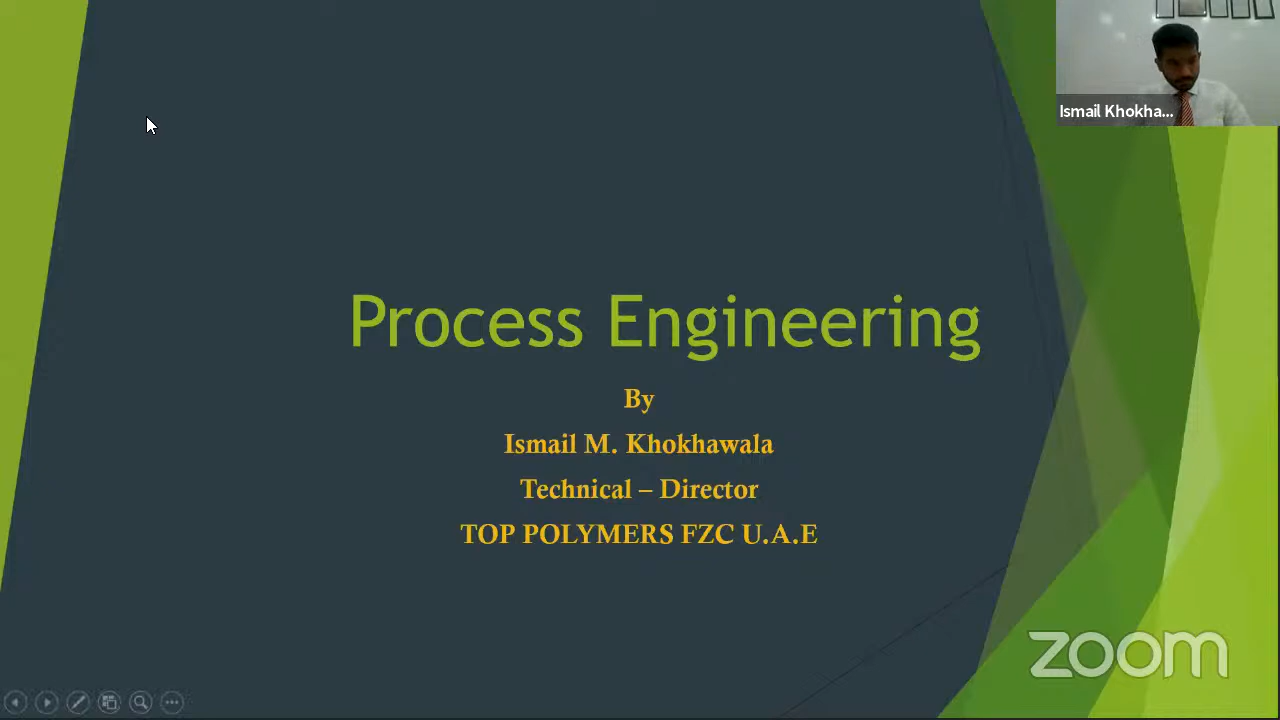 Ismail Khokha...
Process Engineering
By
Ismail M. Khokhawala
Technical – Director
TOP POLYMERS FZC U.A.E
zoom